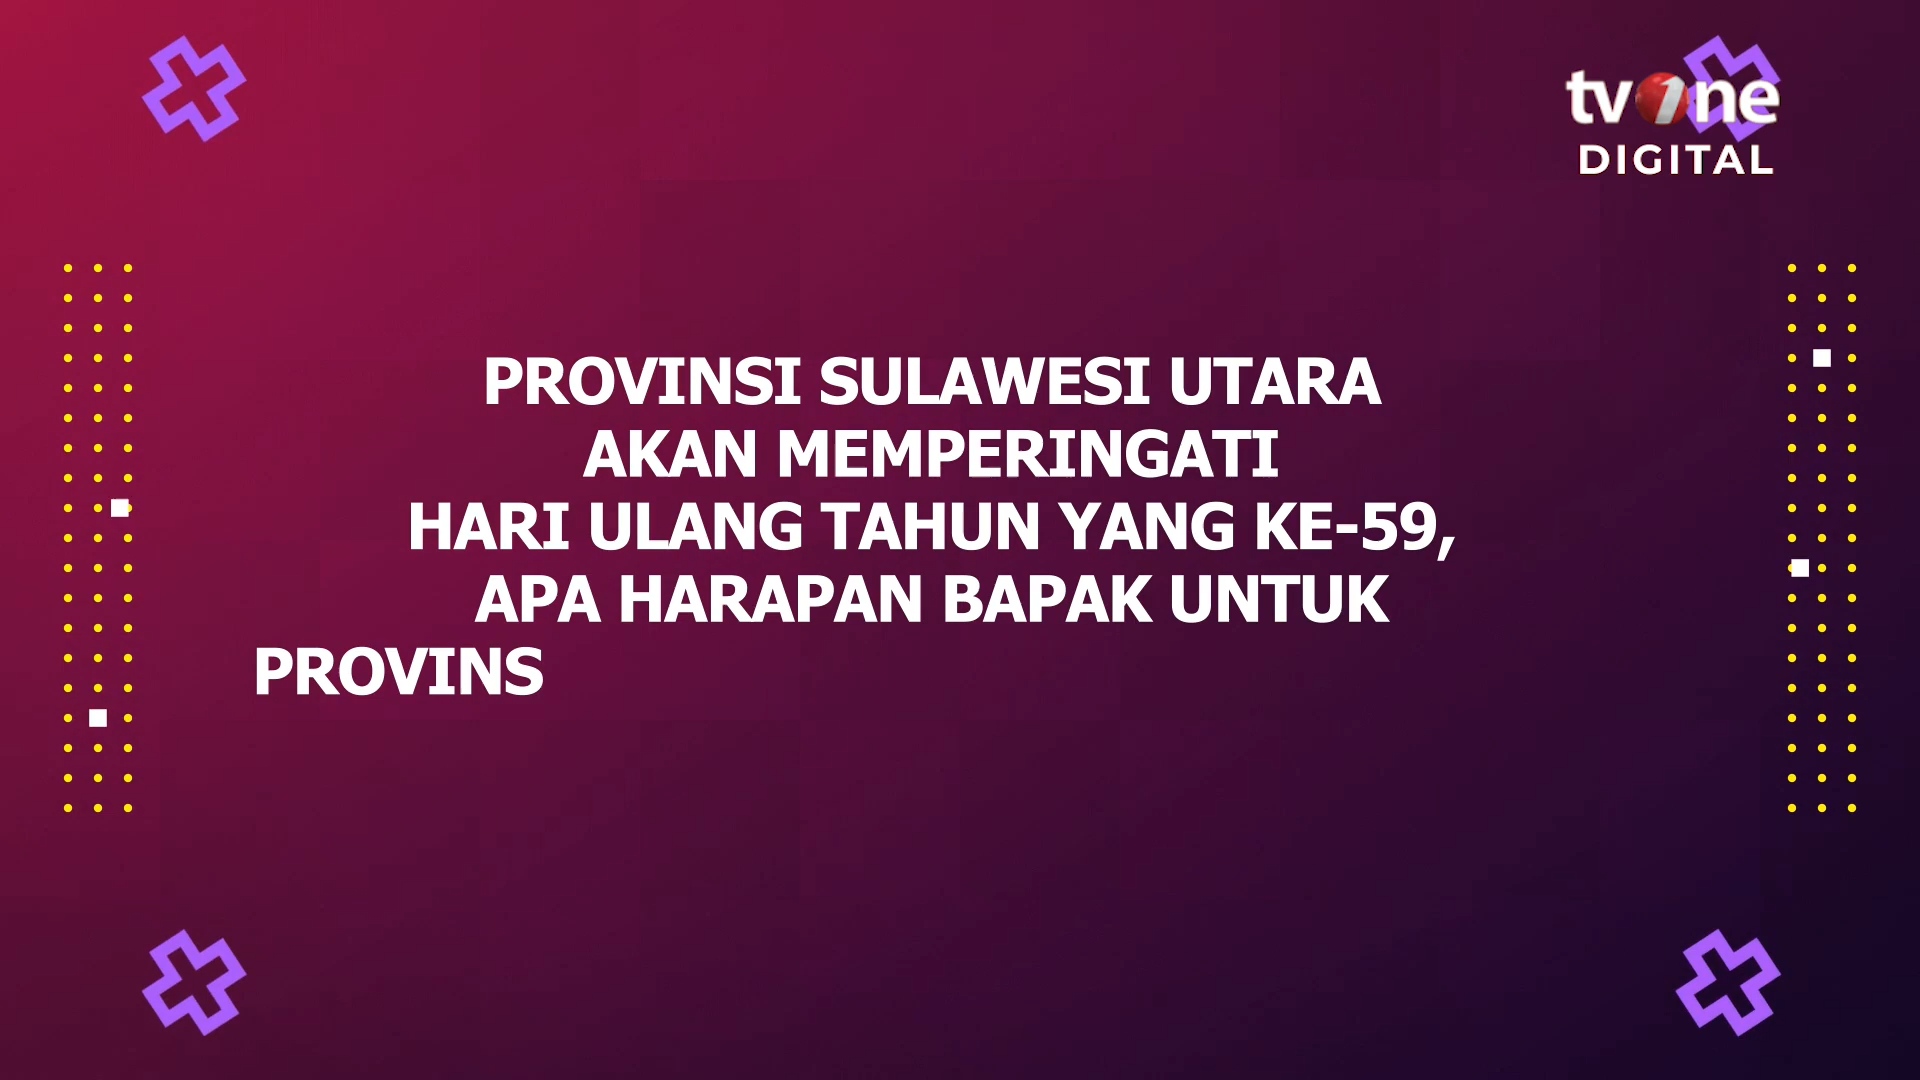 tvOne
DIGITAL
PROVINSI SULAWESI UTARA
AKAN MEMPERINGATI
HARI ULANG TAHUN YANG KE-59,
APA HARAPAN BAPAK UNTUK
PROVINS